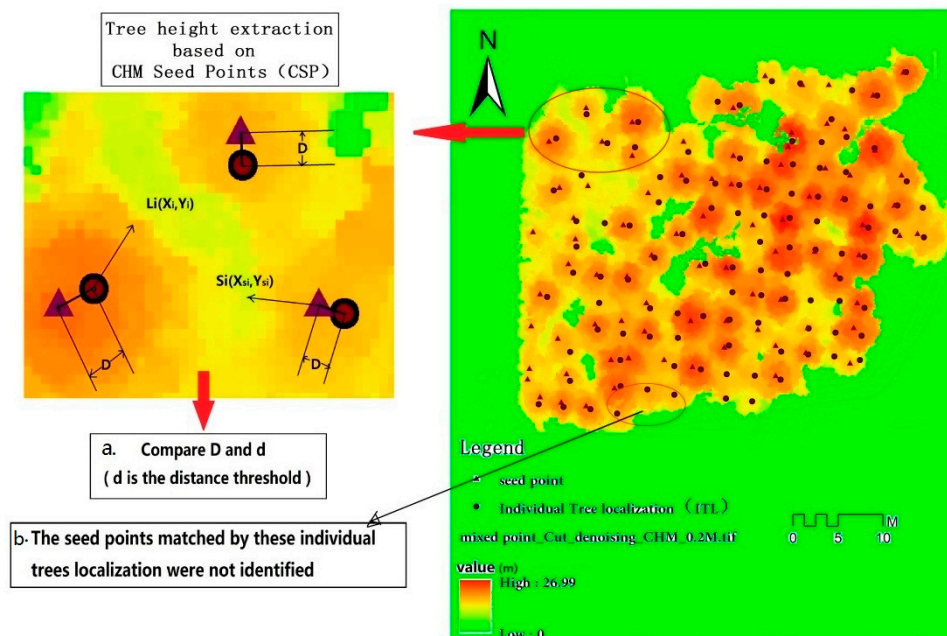 Tree height extraction
based on
CHM Seed Points (CSP)
D
Li(Xi,Yi)
Si(Xsi,Ysi)
D
D
a. Compare D and d
( d is the distance threshold )
b. The seed points matched by these individual
trees localization were not identified
N
Legend
seed point
Individual Tree localization (ITL)
mixed point_Cut_denoising_CHM_0.2M.tif
value (m)
High : 26.99
Low : 0
M
0 5 10